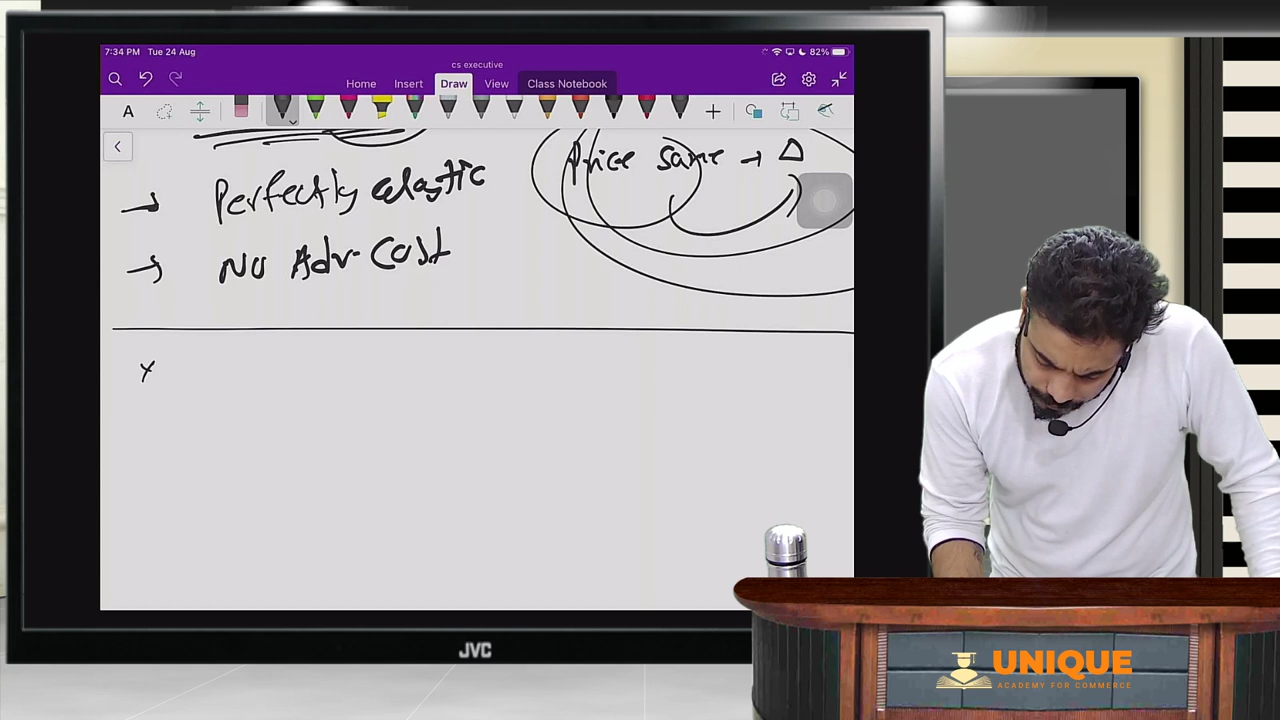 7:34 PM Tue 24 Aug
82%
cs executive
Home Insert Draw View Class Notebook
A
→ Perfectly elastic
Price same → Δ
→ No Adv. Cost
x
JVC
UNIQUE
ACADEMY FOR COMMERCE